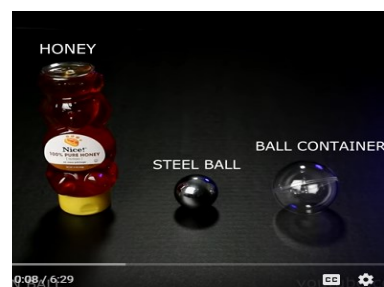 HONEY
BALL CONTAINER
STEEL BALL
Nice!
100% PURE HONEY
0:08 / 6:29
CC